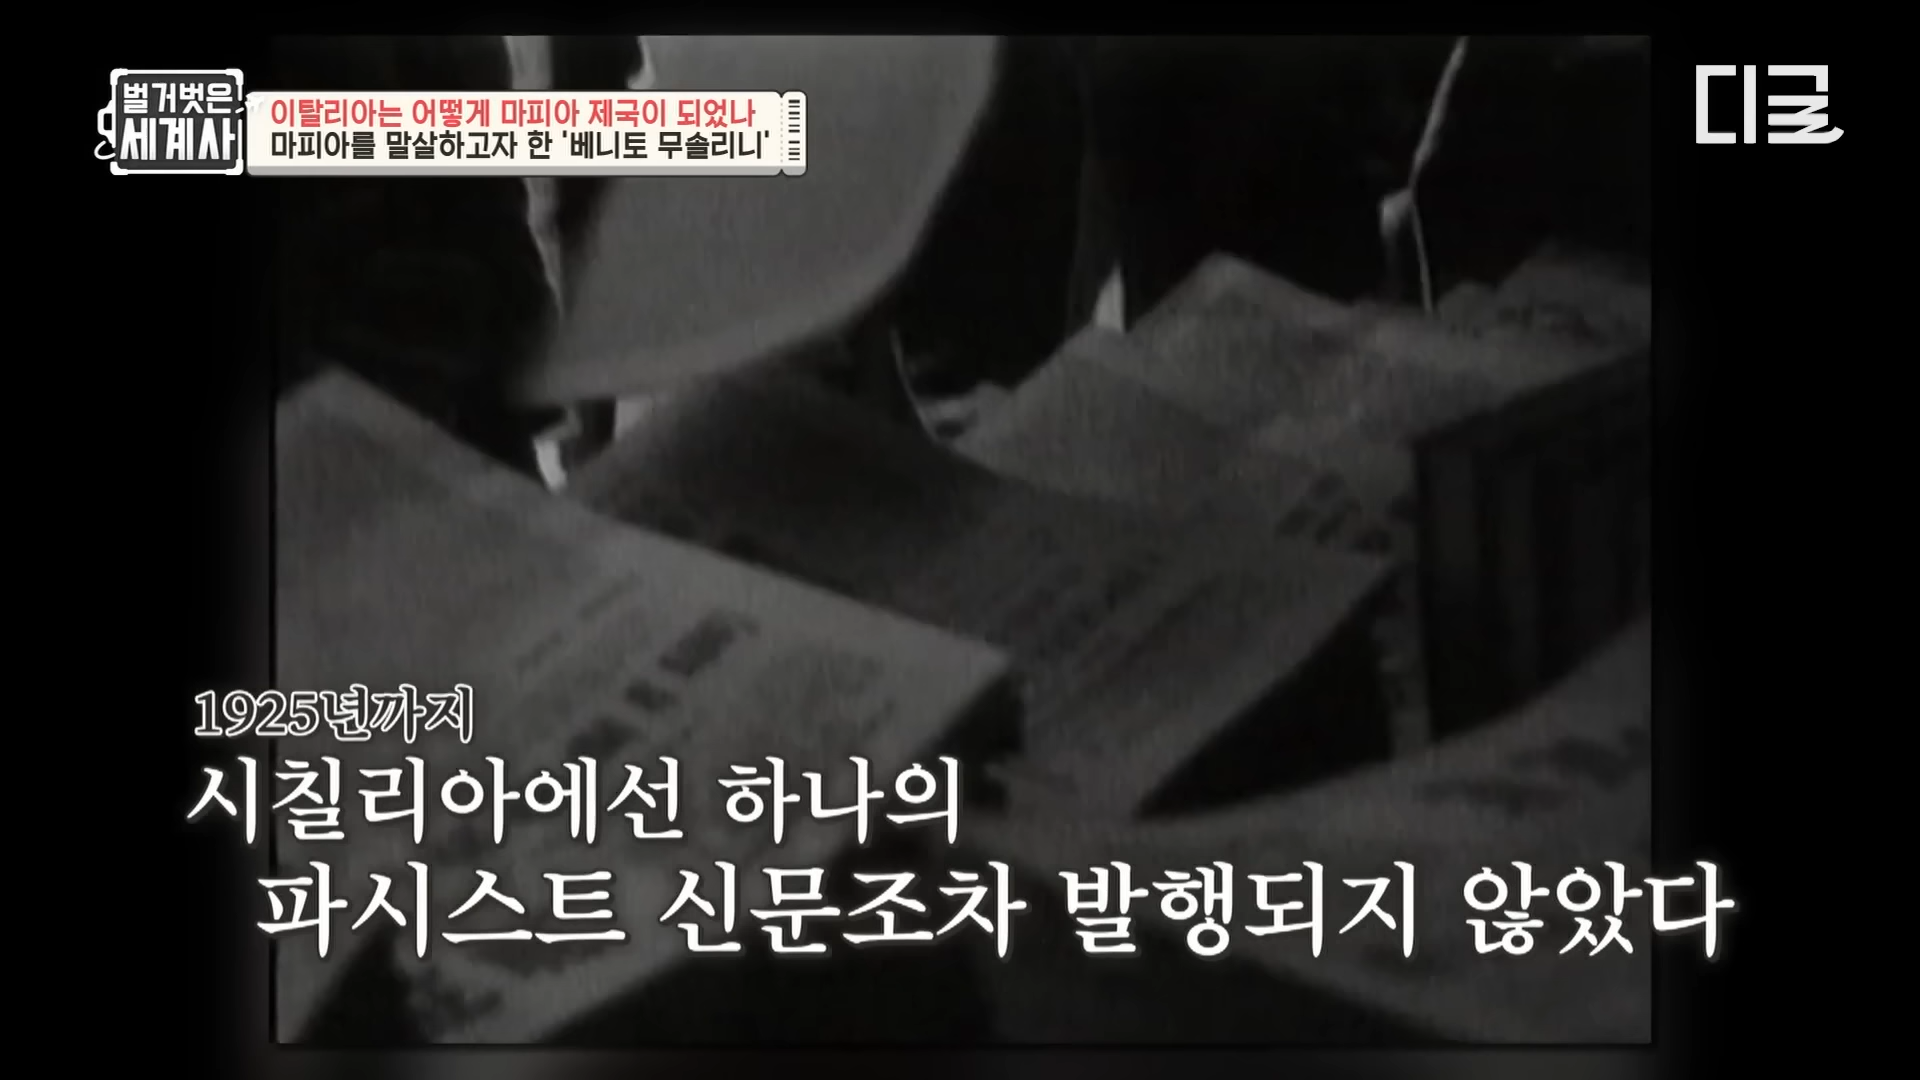 벌거벗은
세계사
이탈리아는 어떻게 마피아 제국이 되었나
마피아를 말살하고자 한 '베니토 무솔리니'
디글
1925년까지
시칠리아에선 하나의
파시스트 신문조차 발행되지 않았다